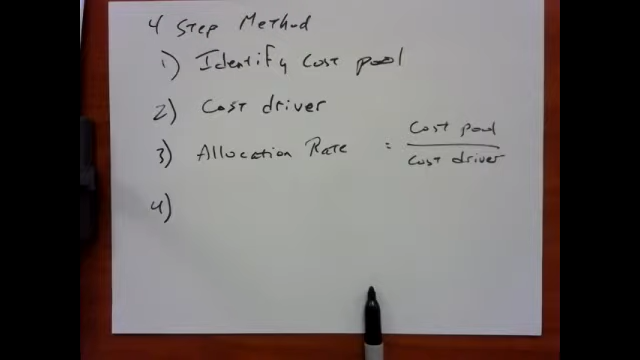 4 Step Method
1) Identify Cost pool
2) Cost driver
3) Allocation Rate = Cost pool / Cost driver
4)